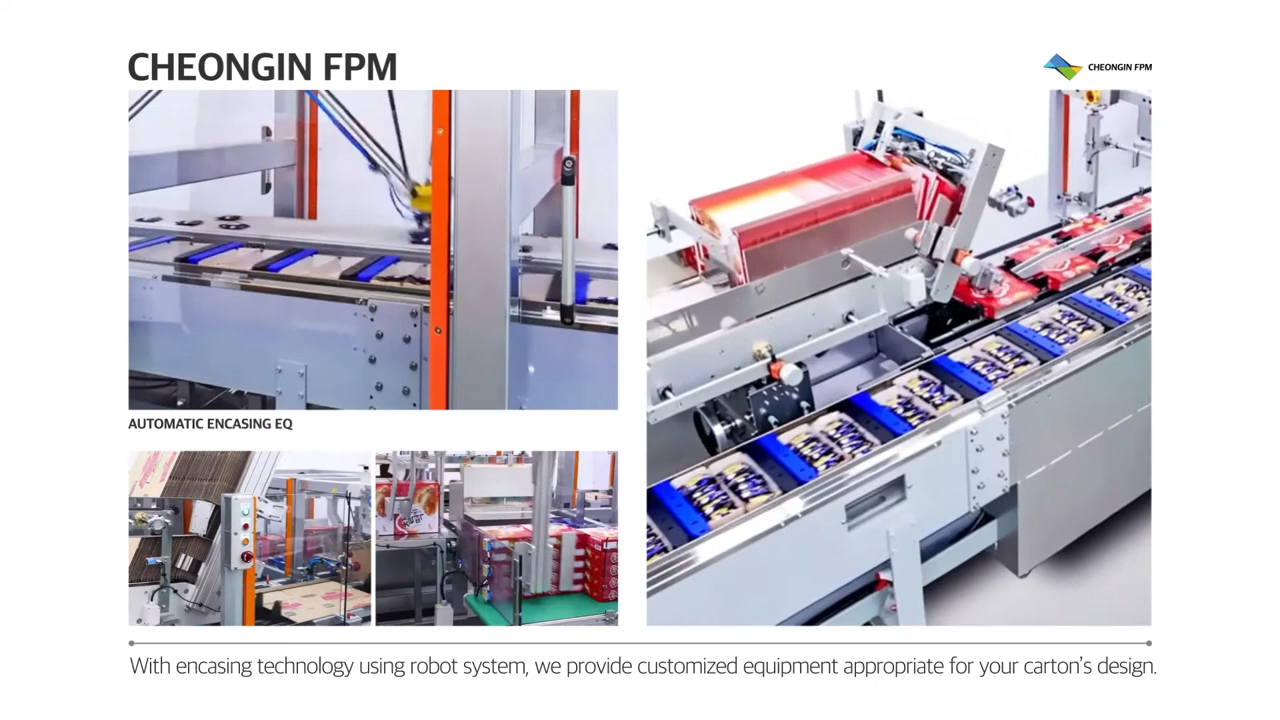 CHEONGIN FPM
CHEONGIN FPM
AUTOMATIC ENCASING EQ
With encasing technology using robot system, we provide customized equipment appropriate for your carton's design.